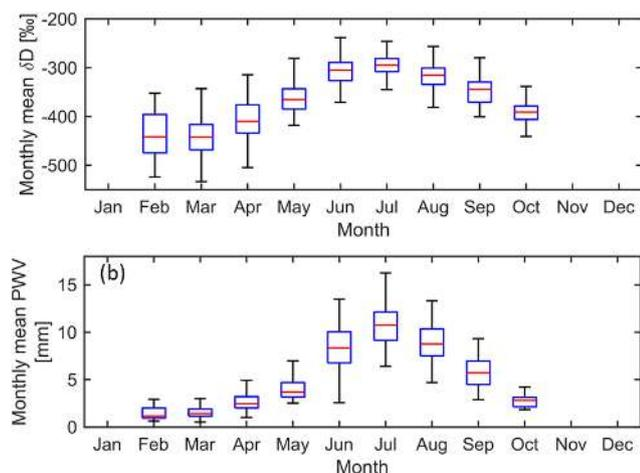 -200
-300
-400
-500
Monthly mean δD [‰]
Jan Feb Mar Apr May Jun Jul Aug Sep Oct Nov Dec
Month
(b)
15
10
5
0
Monthly mean PWV
[mm]
Jan Feb Mar Apr May Jun Jul Aug Sep Oct Nov Dec
Month